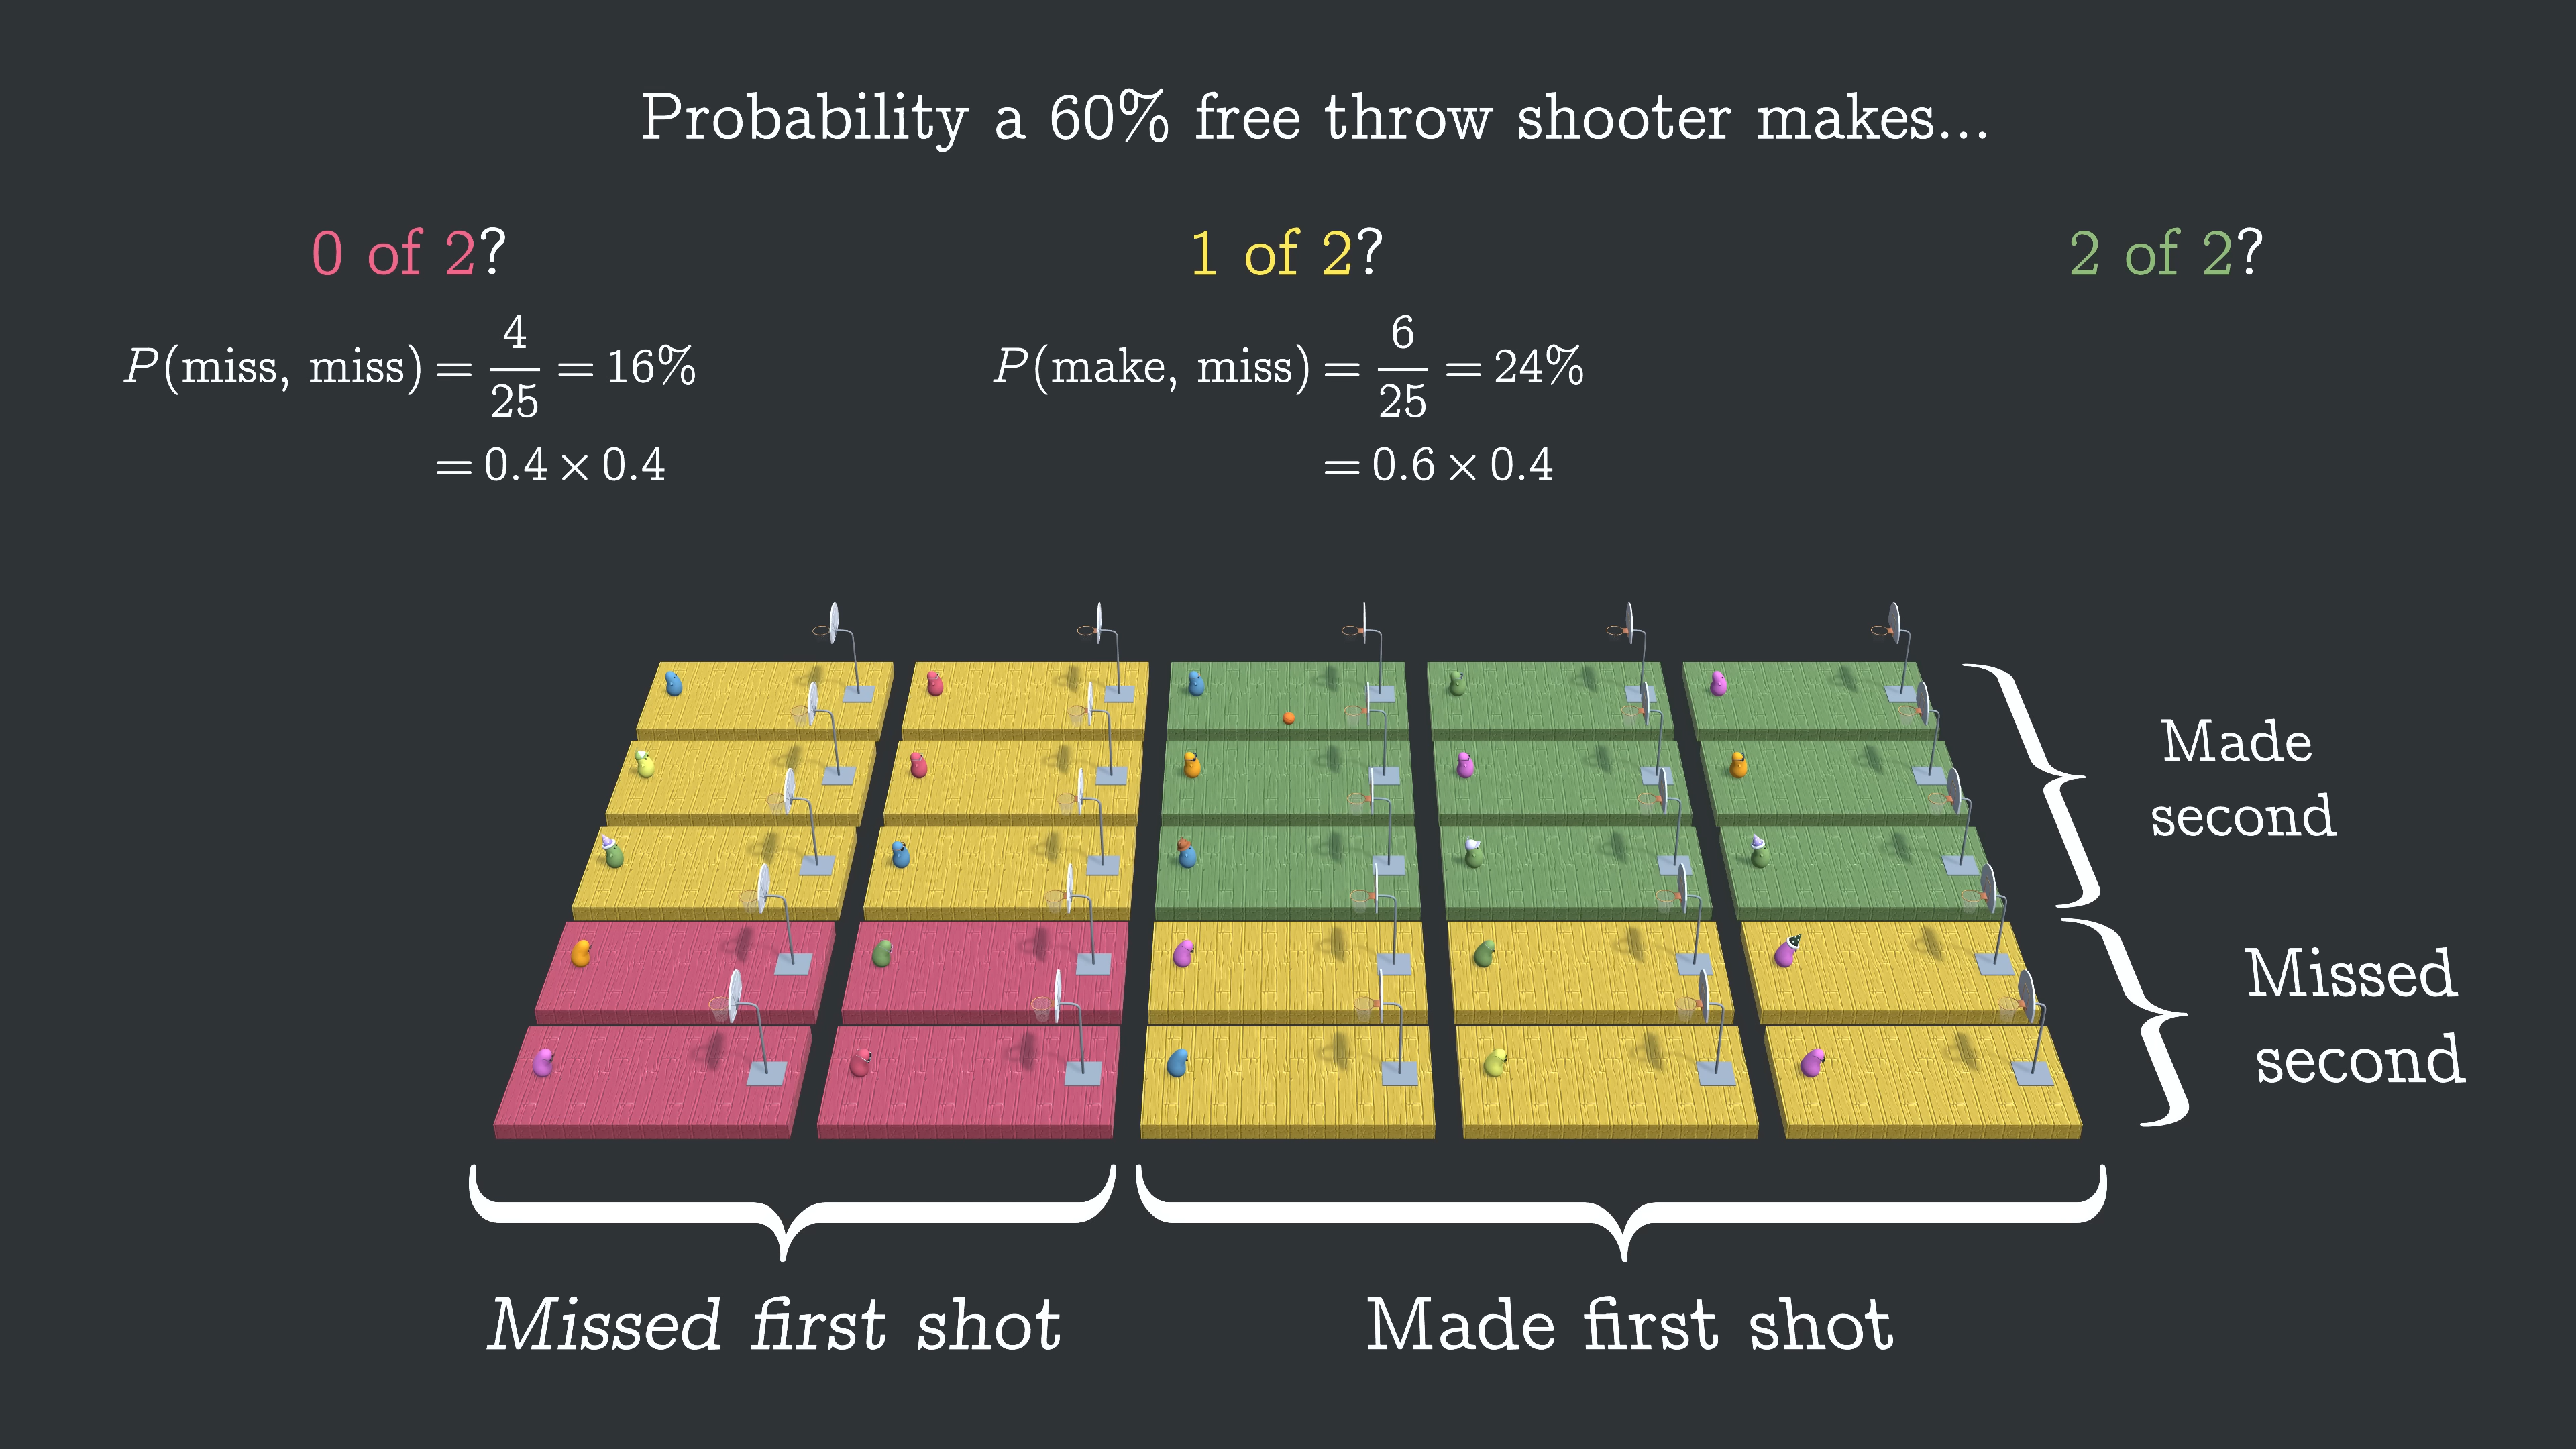 Probability a 60% free throw shooter makes...
0 of 2?
1 of 2?
2 of 2?
P(miss, miss) = 4/25 = 16%
= 0.4 × 0.4
P(make, miss) = 6/25 = 24%
= 0.6 × 0.4
Made
second
Missed
second
Missed first shot
Made first shot